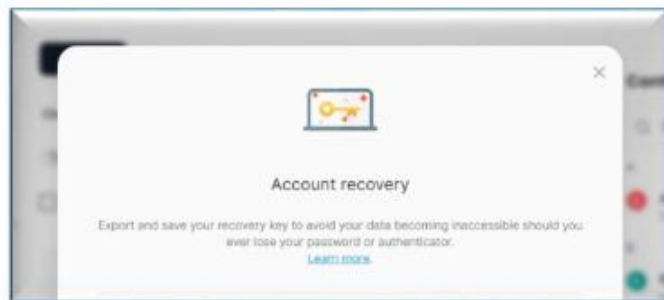 Account recovery
Export and save your recovery key to avoid your data becoming inaccessible should you
ever lose your password or authenticator.
Learn more.